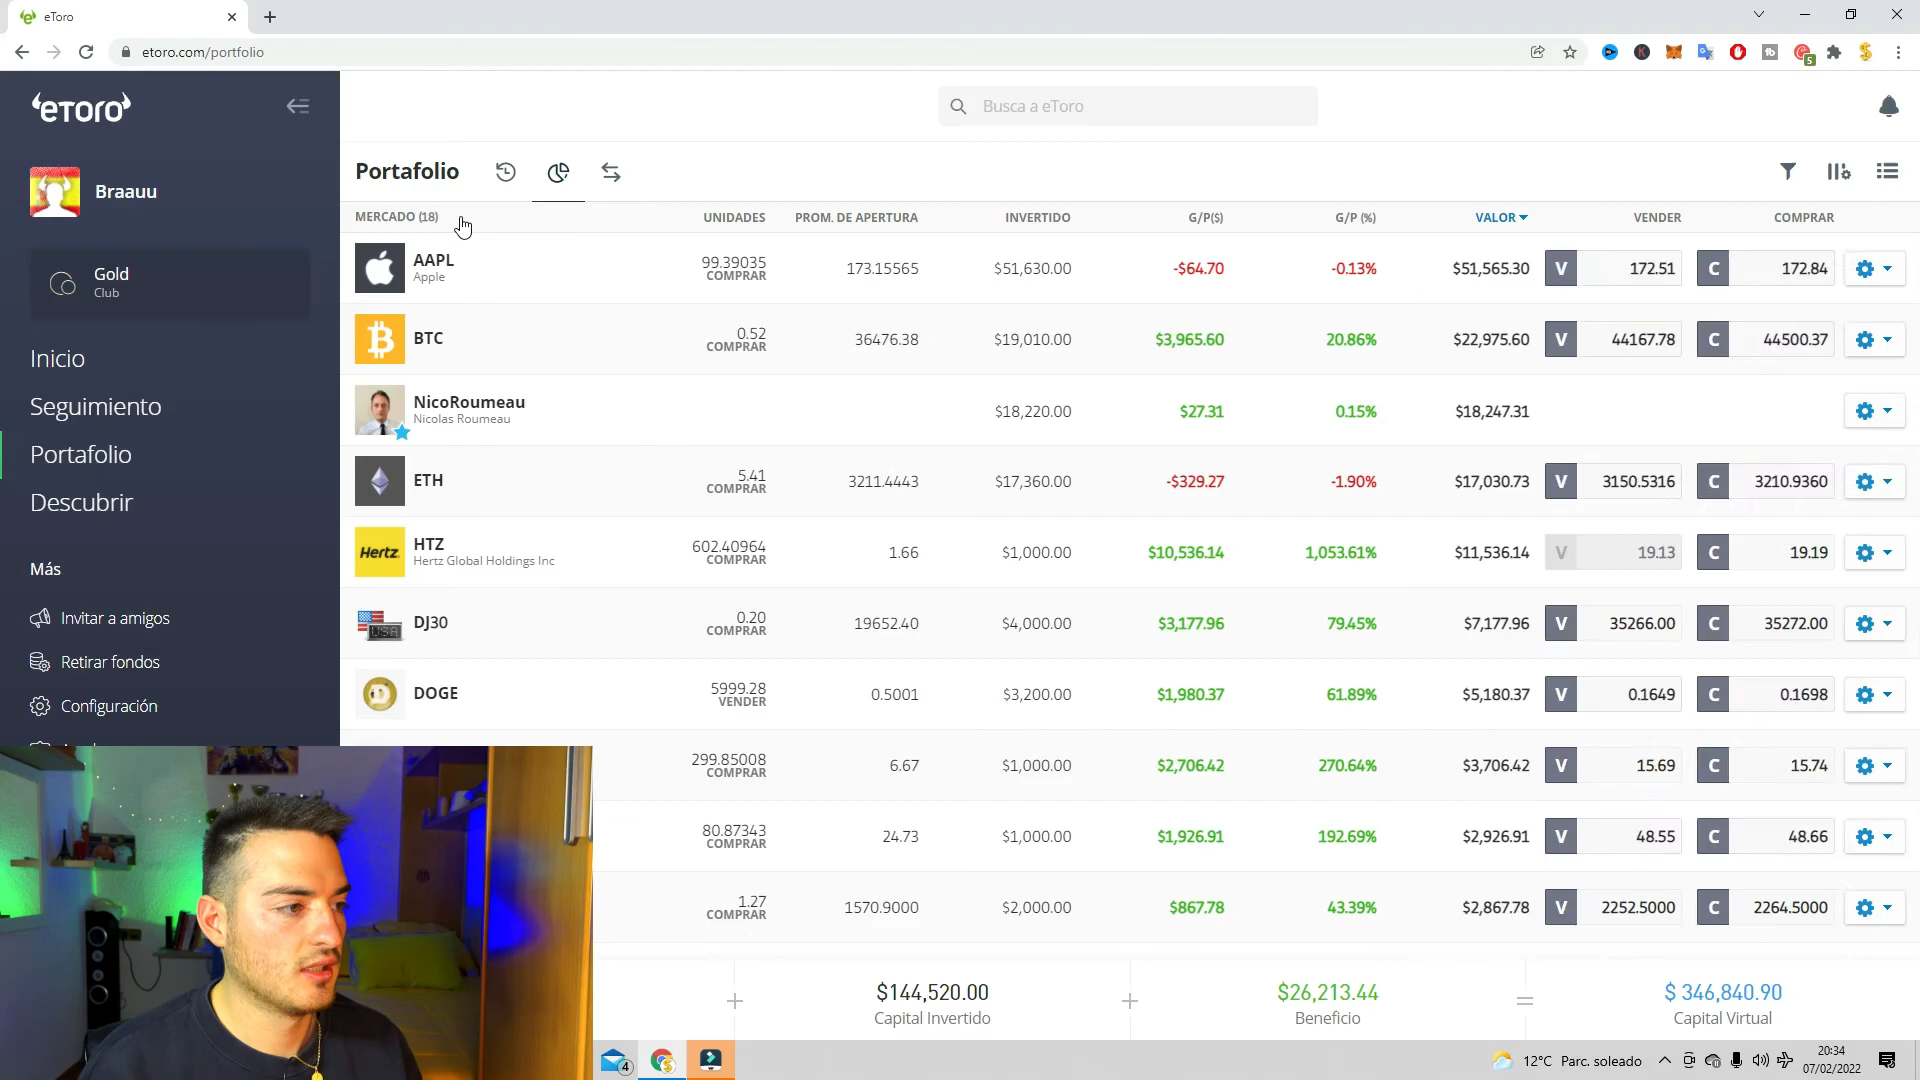 eToro
etoro.com/portfolio
5
eTORO
Busca a eToro
Braauu
Gold
Club
Inicio
Seguimiento
Portafolio
Descubrir
Más
Invitar a amigos
Retirar fondos
Configuración
Portafolio
MERCADO (18) UNIDADES PROM. DE APERTURA INVERTIDO G/P($) G/P (%) VALOR VENDER COMPRAR
AAPL
Apple
99.39035
COMPRAR
173.15565 $51,630.00 -$64.70 -0.13% $51,565.30 V 172.51 C 172.84
BTC
0.52
COMPRAR
36476.38 $19,010.00 $3,965.60 20.86% $22,975.60 V 44167.78 C 44500.37
NicoRoumeau
Nicolas Roumeau
$18,220.00 $27.31 0.15% $18,247.31
ETH
5.41
COMPRAR
3211.4443 $17,360.00 -$329.27 -1.90% $17,030.73 V 3150.5316 C 3210.9360
Hertz.
HTZ
Hertz Global Holdings Inc
602.40964
COMPRAR
1.66 $1,000.00 $10,536.14 1,053.61% $11,536.14 V 19.13 C 19.19
USA
DJ30
0.20
COMPRAR
19652.40 $4,000.00 $3,177.96 79.45% $7,177.96 V 35266.00 C 35272.00
DOGE
5999.28
VENDER
0.5001 $3,200.00 $1,980.37 61.89% $5,180.37 V 0.1649 C 0.1698
299.85008
COMPRAR
6.67 $1,000.00 $2,706.42 270.64% $3,706.42 V 15.69 C 15.74
80.87343
COMPRAR
24.73 $1,000.00 $1,926.91 192.69% $2,926.91 V 48.55 C 48.66
1.27
COMPRAR
1570.9000 $2,000.00 $867.78 43.39% $2,867.78 V 2252.5000 C 2264.5000
+ $144,520.00 + $26,213.44 = $ 346,840.90
Capital Invertido Beneficio Capital Virtual
4
12°C Parc. soleado
20:34
07/02/2022